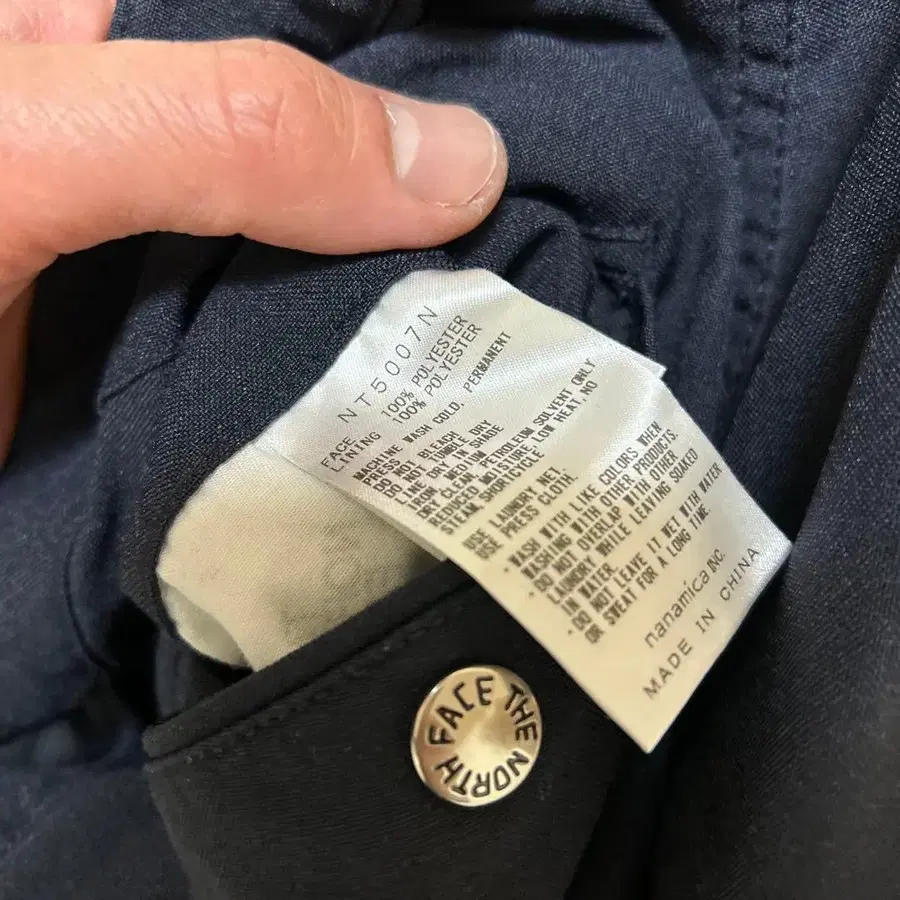 NT5007N
FACE 100% POLYESTER
LINING 100% POLYESTER
MACHINE WASH COLD, PERMANENT
PRESS
DO NOT BLEACH
DO NOT TUMBLE DRY
LINE DRY IN SHADE
IRON MEDIUM
DRY CLEAN, PETROLEUM SOLVENT ONLY
REDUCED MOISTURE, LOW HEAT, NO
STEAM, SHORTCYCLE
USE LAUNDRY NET.
USE PRESS CLOTH.
・WASH WITH LIKE COLORS WHEN
WASHING WITH OTHER PRODUCTS.
・DO NOT OVERLAP WITH OTHER
LAUNDRY WHILE LEAVING SOAKED
IN WATER.
・DO NOT LEAVE IT WET WITH WATER
OR SWEAT FOR A LONG TIME
nanamica INC.
MADE IN CHINA
THE NORTH FACE